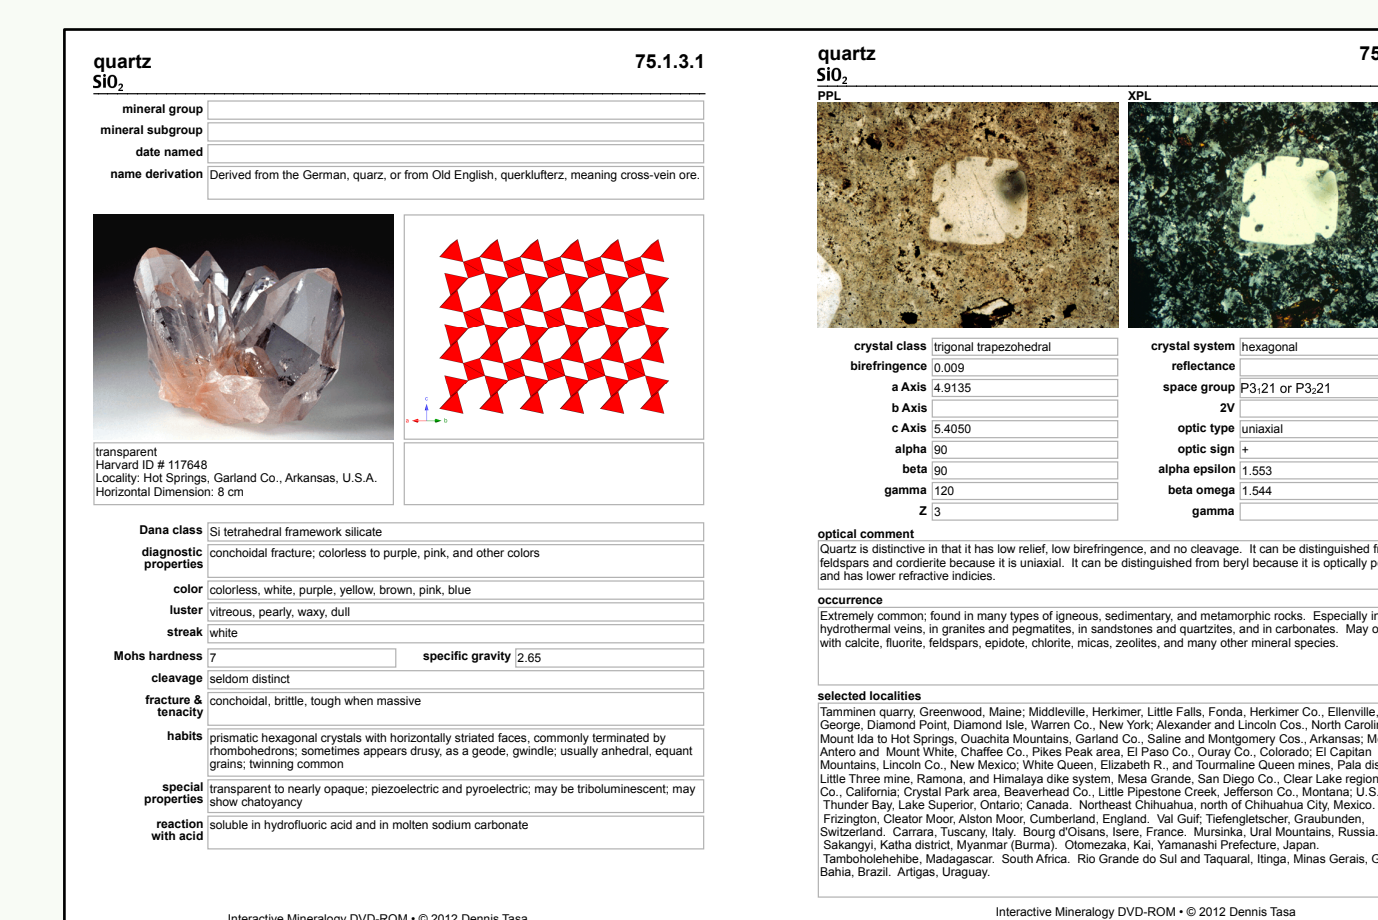 quartz 75.1.3.1
SiO₂
mineral group
mineral subgroup
date named
name derivation Derived from the German, quarz, or from Old English, querklufterz, meaning cross-vein ore.
c
a b
transparent
Harvard ID # 117648
Locality: Hot Springs, Garland Co., Arkansas, U.S.A.
Horizontal Dimension: 8 cm
Dana class Si tetrahedral framework silicate
diagnostic conchoidal fracture; colorless to purple, pink, and other colors
properties
color colorless, white, purple, yellow, brown, pink, blue
luster vitreous, pearly, waxy, dull
streak white
Mohs hardness 7 specific gravity 2.65
cleavage seldom distinct
fracture & conchoidal, brittle, tough when massive
tenacity
habits prismatic hexagonal crystals with horizontally striated faces, commonly terminated by
rhombohedrons; sometimes appears drusy, as a geode, gwindle; usually anhedral, equant
grains; twinning common
special transparent to nearly opaque; piezoelectric and pyroelectric; may be triboluminescent; may
properties show chatoyancy
reaction soluble in hydrofluoric acid and in molten sodium carbonate
with acid
Interactive Mineralogy DVD-ROM • © 2012 Dennis Tasa
quartz 75
SiO₂
PPL XPL
crystal class trigonal trapezohedral crystal system hexagonal
birefringence 0.009 reflectance
a Axis 4.9135 space group P3₁21 or P3₂21
b Axis 2V
c Axis 5.4050 optic type uniaxial
alpha 90 optic sign +
beta 90 alpha epsilon 1.553
gamma 120 beta omega 1.544
Z 3 gamma
optical comment
Quartz is distinctive in that it has low relief, low birefringence, and no cleavage. It can be distinguished
feldspars and cordierite because it is uniaxial. It can be distinguished from beryl because it is optically
and has lower refractive indicies.
occurrence
Extremely common; found in many types of igneous, sedimentary, and metamorphic rocks. Especially in
hydrothermal veins, in granites and pegmatites, in sandstones and quartzites, and in carbonates. May
with calcite, fluorite, feldspars, epidote, chlorite, micas, zeolites, and many other mineral species.
selected localities
Tamminen quarry, Greenwood, Maine; Middleville, Herkimer, Little Falls, Fonda, Herkimer Co., Ellenville,
George, Diamond Point, Diamond Isle, Warren Co., New York; Alexander and Lincoln Cos., North
Mount Ida to Hot Springs, Ouachita Mountains, Garland Co., Saline and Montgomery Cos., Arkansas;
Antero and Mount White, Chaffee Co., Pikes Peak area, El Paso Co., Ouray Co., Colorado; El Capitan
Mountains, Lincoln Co., New Mexico; White Queen, Elizabeth R., and Tourmaline Queen mines, Pala
Little Three mine, Ramona, and Himalaya dike system, Mesa Grande, San Diego Co., Clear Lake region
Co., California; Crystal Park area, Beaverhead Co., Little Pipestone Creek, Jefferson Co., Montana; U.S.
Thunder Bay, Lake Superior, Ontario; Canada. Northeast Chihuahua, north of Chihuahua City, Mexico.
Frizington, Cleator Moor, Alston Moor, Cumberland, England. Val Guif; Tiefengletscher, Graubunden,
Switzerland. Carrara, Tuscany, Italy. Bourg d'Oisans, Isere, France. Mursinka, Ural Mountains, Russia.
Sakangyi, Katha district, Myanmar (Burma). Otomezaka, Kai, Yamanashi Prefecture, Japan.
Tamboholehehibe, Madagascar. South Africa. Rio Grande do Sul and Taquaral, Itinga, Minas Gerais,
Bahia, Brazil. Artigas, Uruguay.
Interactive Mineralogy DVD-ROM • © 2012 Dennis Tasa